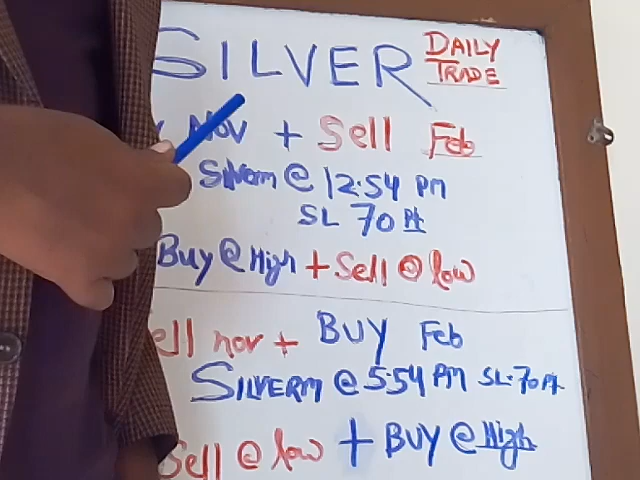 SILVER
DAILY
TRADE
Nov + Sell Feb
Silverm @ 12:54 PM
SL 70 Pt
Buy @ High + Sell @ low
ell nov + BUY Feb
SILVERM @ 5:54 PM SL:70 Pt
Sell @ low + BUY @ High